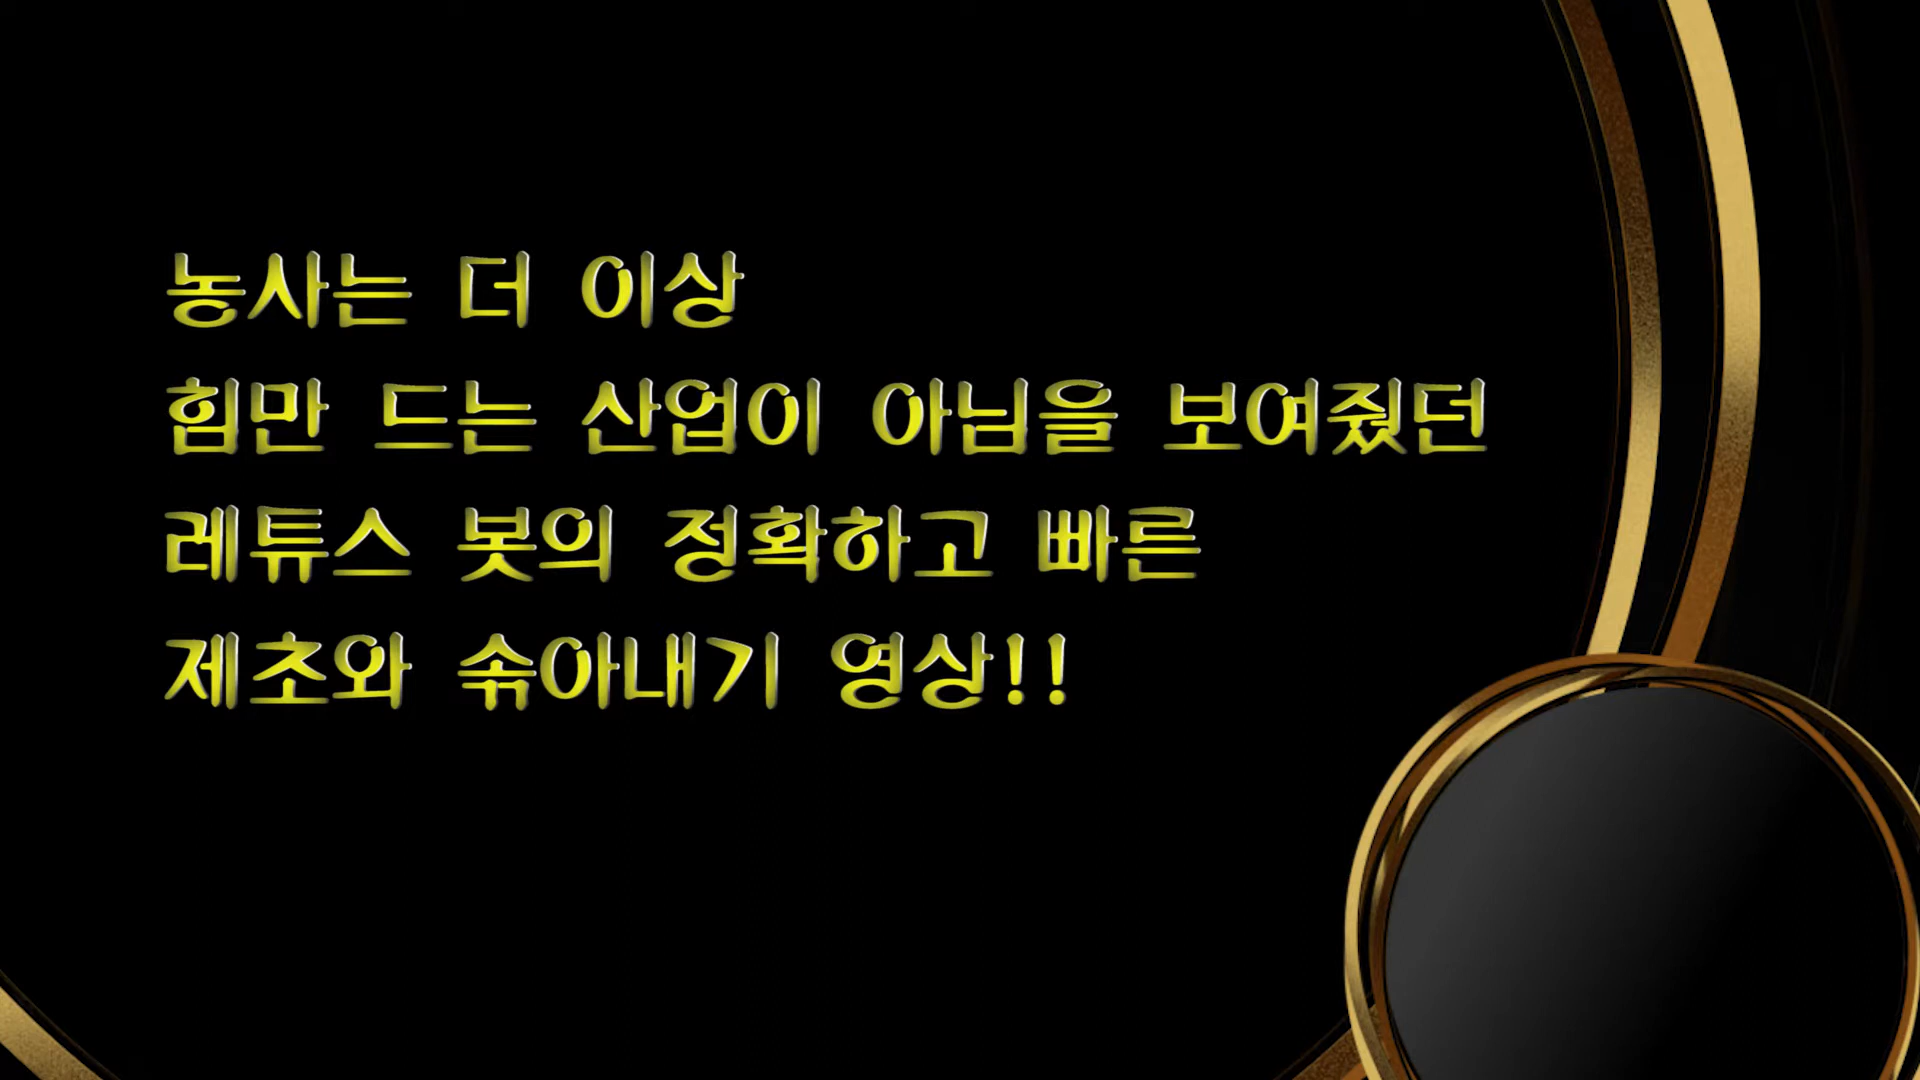 농사는 더 이상
힘만 드는 산업이 아님을 보여줬던
레튜스 봇의 정확하고 빠른
제초와 솎아내기 영상!!